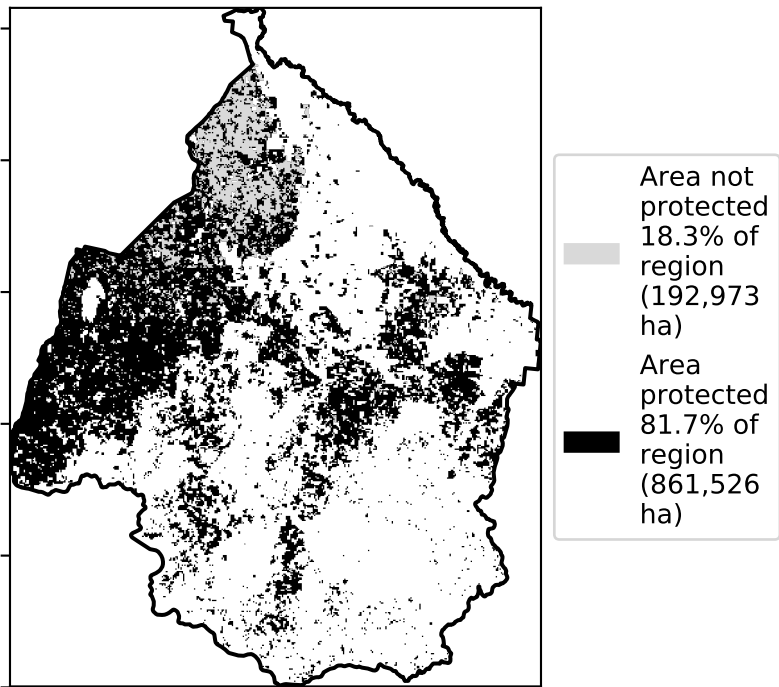 Area not
protected
18.3% of
region
(192,973
ha)
Area
protected
81.7% of
region
(861,526
ha)